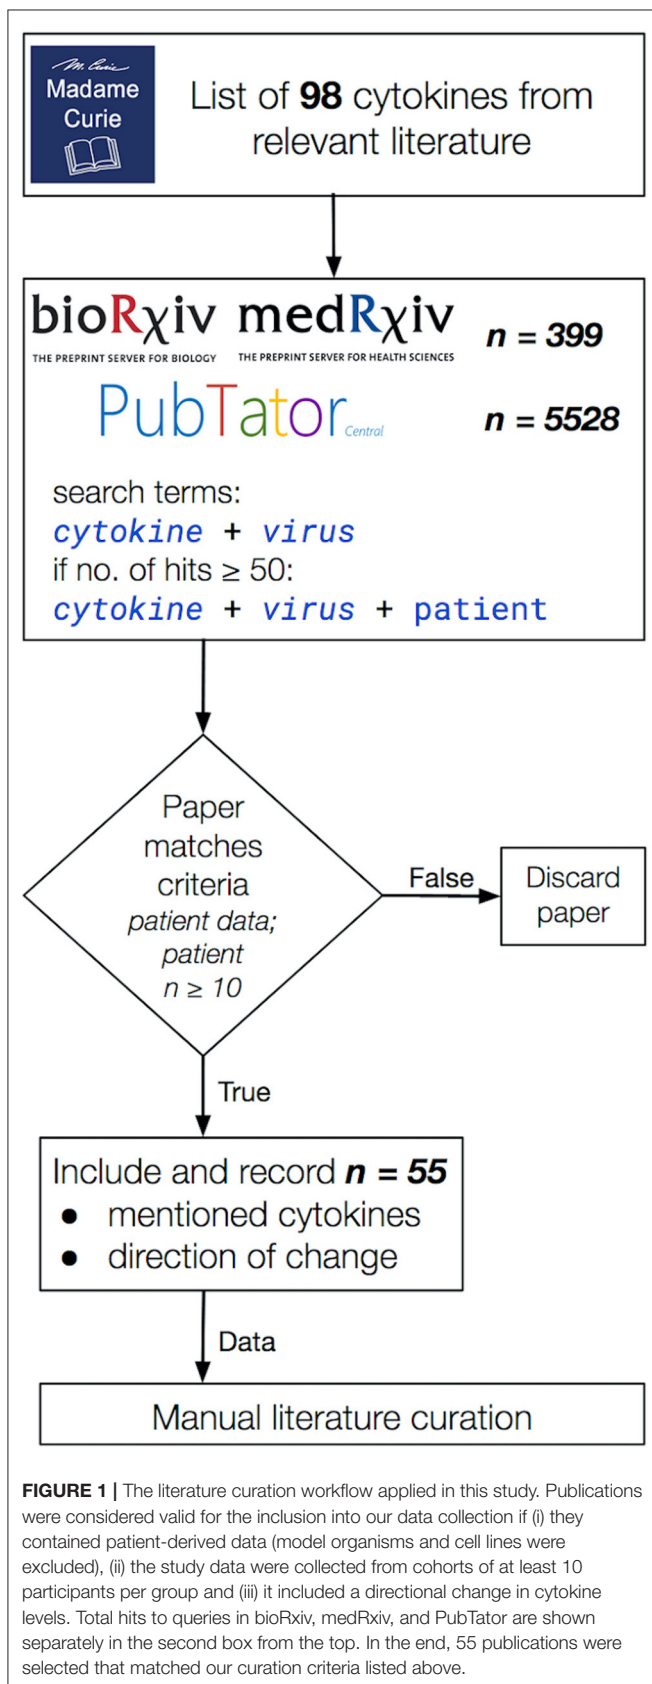 M. Curie
Madame
Curie
List of 98 cytokines from
relevant literature
bioRχiv medRχiv n = 399
THE PREPRINT SERVER FOR BIOLOGY THE PREPRINT SERVER FOR HEALTH SCIENCES
PubTator Central n = 5528
search terms:
cytokine + virus
if no. of hits ≥ 50:
cytokine + virus + patient
Paper
matches
criteria
patient data;
patient
n ≥ 10
False
Discard
paper
True
Include and record n = 55
● mentioned cytokines
● direction of change
Data
Manual literature curation
FIGURE 1 | The literature curation workflow applied in this study. Publications
were considered valid for the inclusion into our data collection if (i) they
contained patient-derived data (model organisms and cell lines were
excluded), (ii) the study data were collected from cohorts of at least 10
participants per group and (iii) it included a directional change in cytokine
levels. Total hits to queries in bioRxiv, medRxiv, and PubTator are shown
separately in the second box from the top. In the end, 55 publications were
selected that matched our curation criteria listed above.